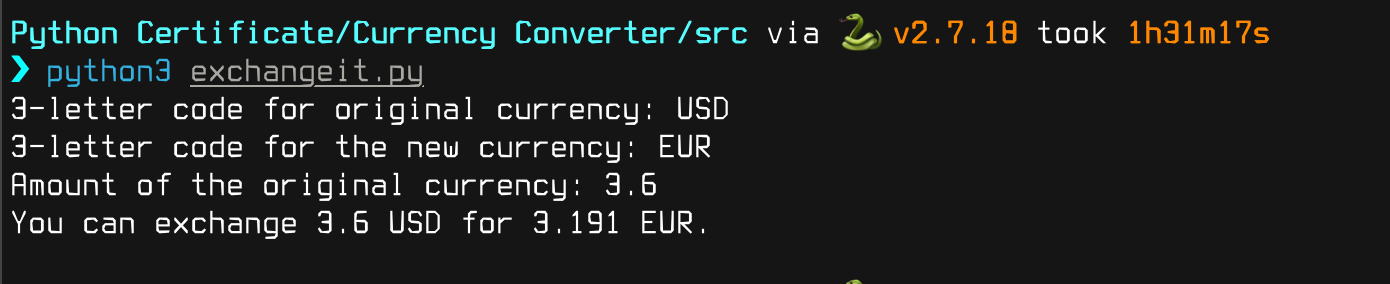 Python Certificate/Currency Converter/src via 🐍 v2.7.18 took 1h31m17s
❯ python3 exchangeit.py
3-letter code for original currency: USD
3-letter code for the new currency: EUR
Amount of the original currency: 3.6
You can exchange 3.6 USD for 3.191 EUR.